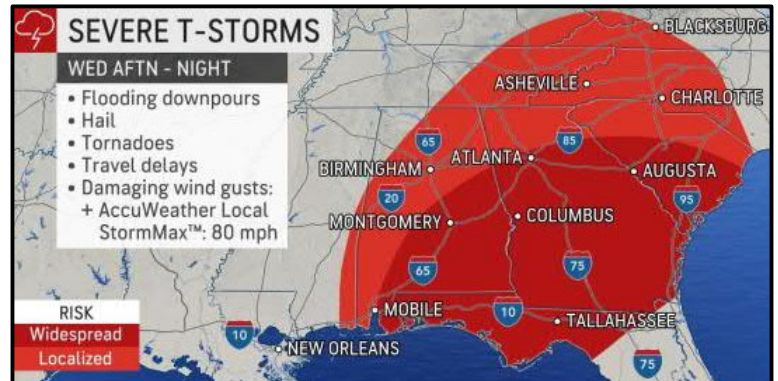 SEVERE T-STORMS
WED AFTN - NIGHT
• Flooding downpours
• Hail
• Tornadoes
• Travel delays
• Damaging wind gusts:
+ AccuWeather Local
StormMax™: 80 mph
BLACKSBURG
ASHEVILLE
CHARLOTTE
65
85
BIRMINGHAM
ATLANTA
AUGUSTA
20
95
MONTGOMERY
COLUMBUS
65
75
RISK
Widespread
Localized
MOBILE
10
TALLAHASSEE
10
NEW ORLEANS
75